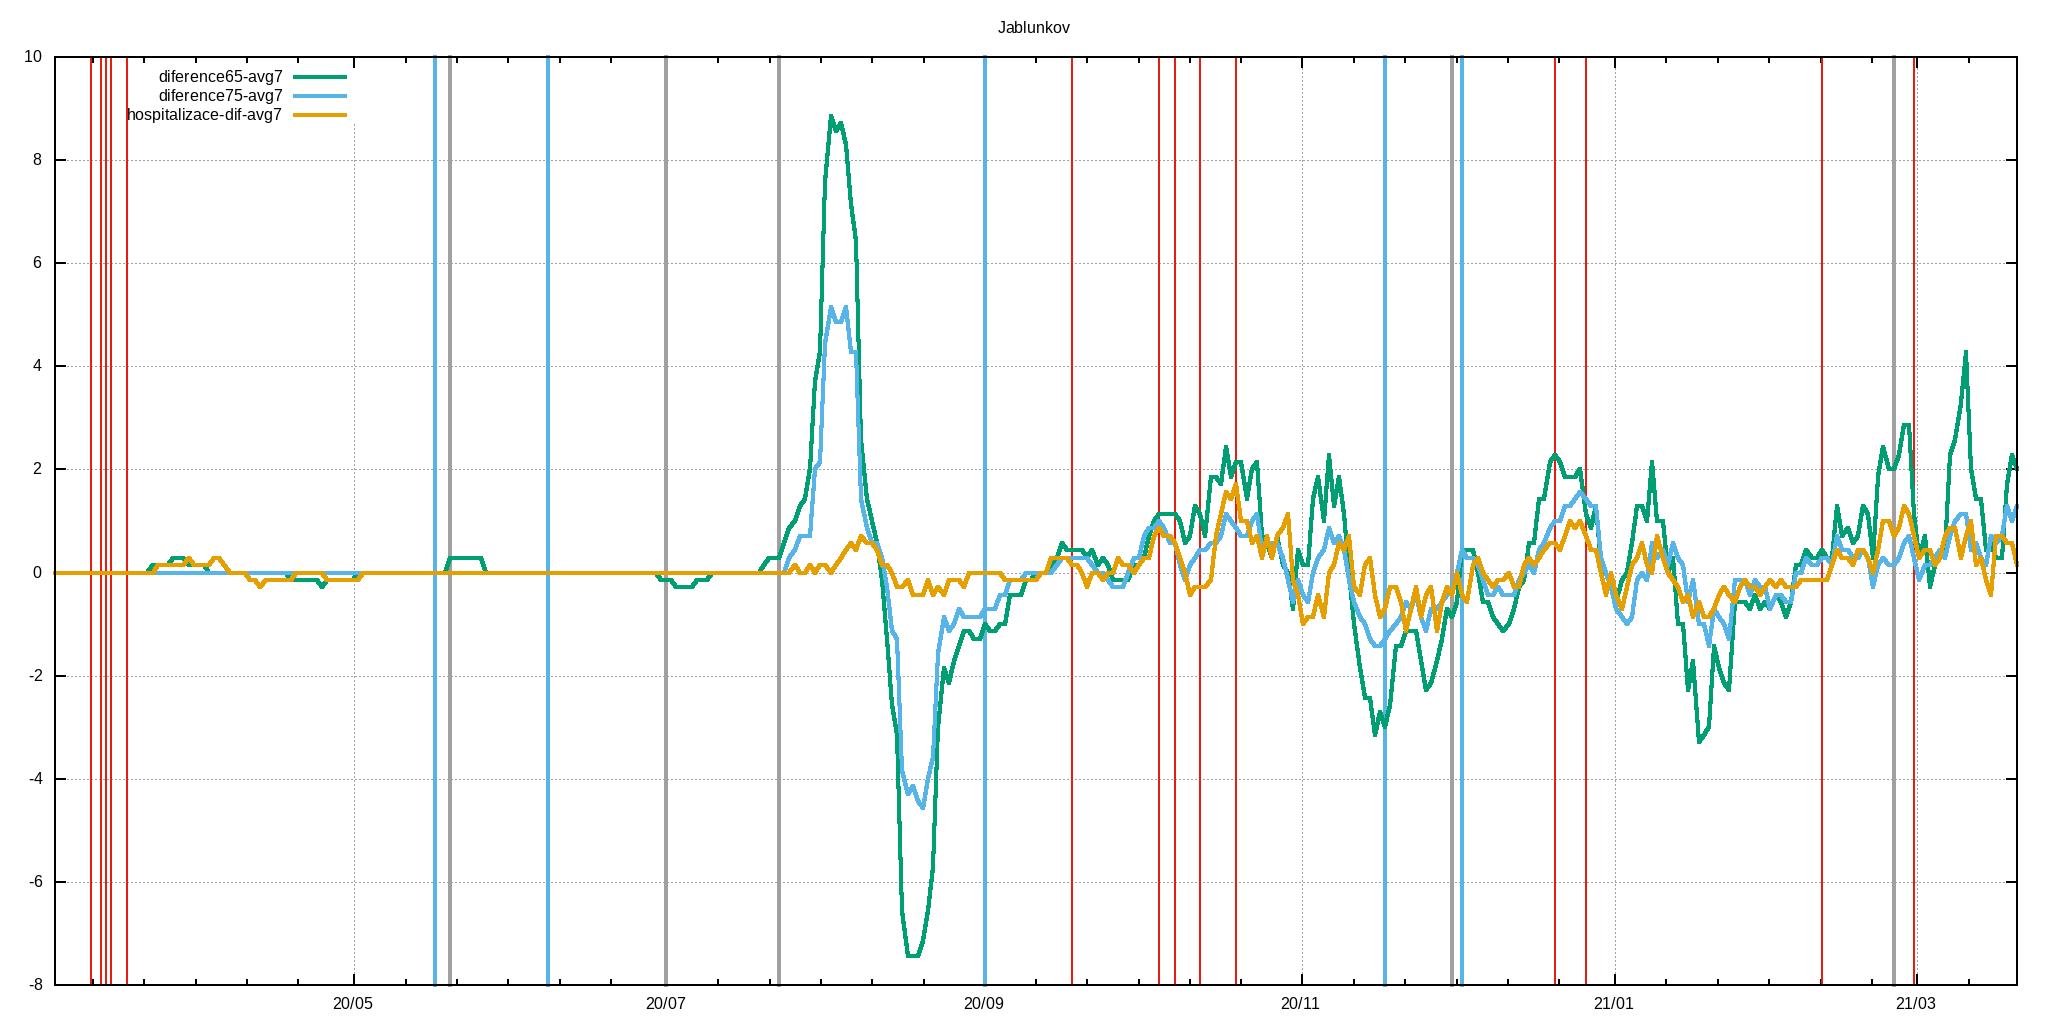 Jablunkov
10
diference65-avg7
diference75-avg7
hospitalizace-dif-avg7
8
6
4
2
0
-2
-4
-6
-8
20/05 20/07 20/09 20/11 21/01 21/03